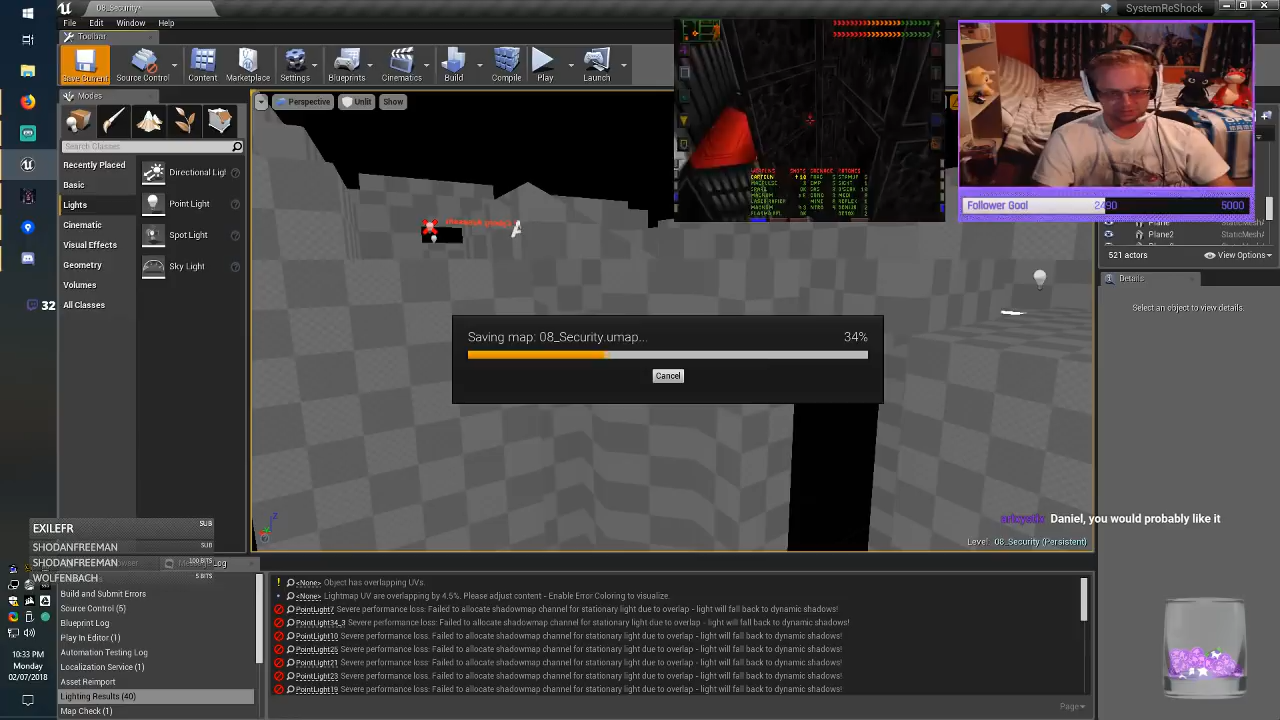 08_Security*
SystemReShock
File Edit Window Help
Toolbar
Save Current
Source Control
Content
Marketplace
Settings
Blueprints
Cinematics
Build
Compile
Play
Launch
Modes
Search Classes
Recently Placed
Basic
Lights
Cinematic
Visual Effects
Geometry
Volumes
All Classes
Directional Ligh
Point Light
Spot Light
Sky Light
Perspective
Unlit
Show
Follower Goal 2490 5000
Plane2
StaticMesh/
StaticMesh/
521 actors
View Options
Details
Select an object to view details.
Saving map: 08_Security.umap... 34%
Cancel
32
Daniel, you would probably like it
Level: 08_Security (Persistent)
EXILEFR SUB
SHODANFREEMAN SUB
SHODANFREEMAN 100 BITS
WOLFENBACH 5 BITS
Build and Submit Errors
Source Control (5)
Blueprint Log
Play In Editor (1)
Automation Testing Log
Localization Service (1)
Asset Reimport
Lighting Results (40)
Map Check (1)
<None> Object has overlapping UVs.
<None> Lightmap UV are overlapping by 4.5%. Please adjust content - Enable Error Coloring to visualize.
PointLight7 Severe performance loss: Failed to allocate shadowmap channel for stationary light due to overlap - light will fall back to dynamic shadows!
PointLight34_3 Severe performance loss: Failed to allocate shadowmap channel for stationary light due to overlap - light will fall back to dynamic shadows!
PointLight10 Severe performance loss: Failed to allocate shadowmap channel for stationary light due to overlap - light will fall back to dynamic shadows!
PointLight25 Severe performance loss: Failed to allocate shadowmap channel for stationary light due to overlap - light will fall back to dynamic shadows!
PointLight21 Severe performance loss: Failed to allocate shadowmap channel for stationary light due to overlap - light will fall back to dynamic shadows!
PointLight23 Severe performance loss: Failed to allocate shadowmap channel for stationary light due to overlap - light will fall back to dynamic shadows!
PointLight19 Severe performance loss: Failed to allocate shadowmap channel for stationary light due to overlap - light will fall back to dynamic shadows!
Page
10:33 PM
Monday
02/07/2018